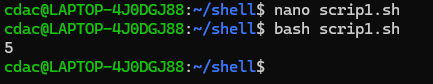 cdac@LAPTOP-4J0DGJ88:~/shell$ nano scrip1.sh
cdac@LAPTOP-4J0DGJ88:~/shell$ bash scrip1.sh
5
cdac@LAPTOP-4J0DGJ88:~/shell$